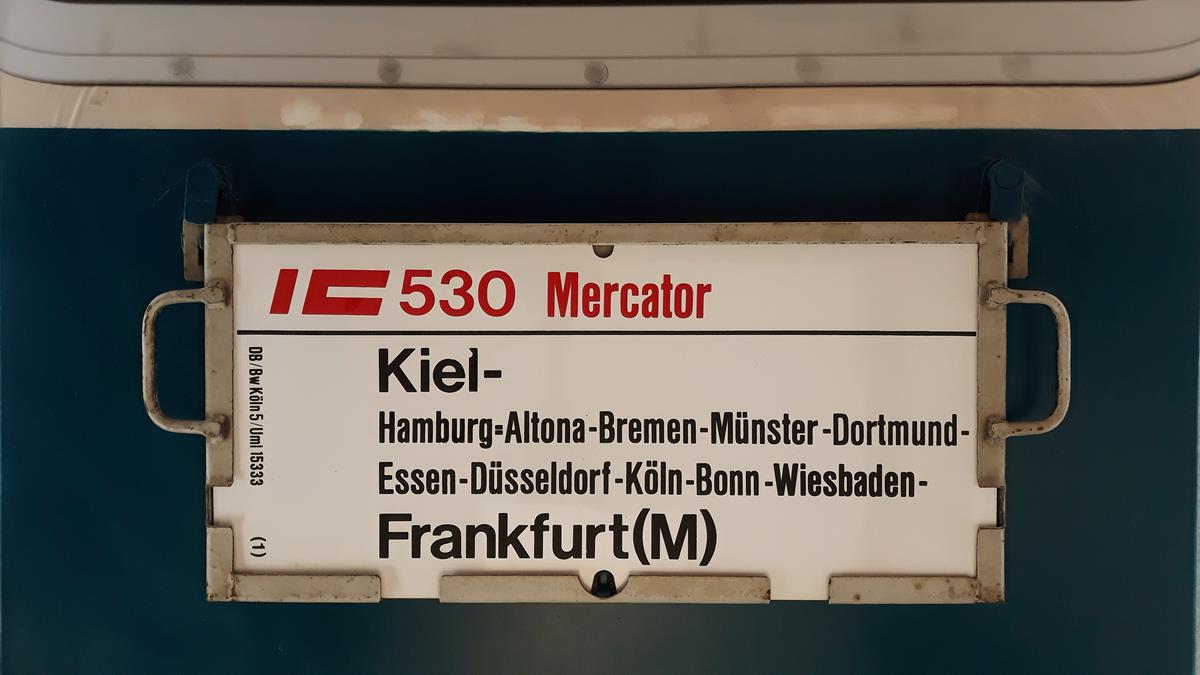 IC 530 Mercator
Kiel-
Hamburg=Altona-Bremen-Münster-Dortmund-
Essen-Düsseldorf-Köln-Bonn-Wiesbaden-
Frankfurt(M)
DB/Bw Köln 5/Uml 15333 (1)